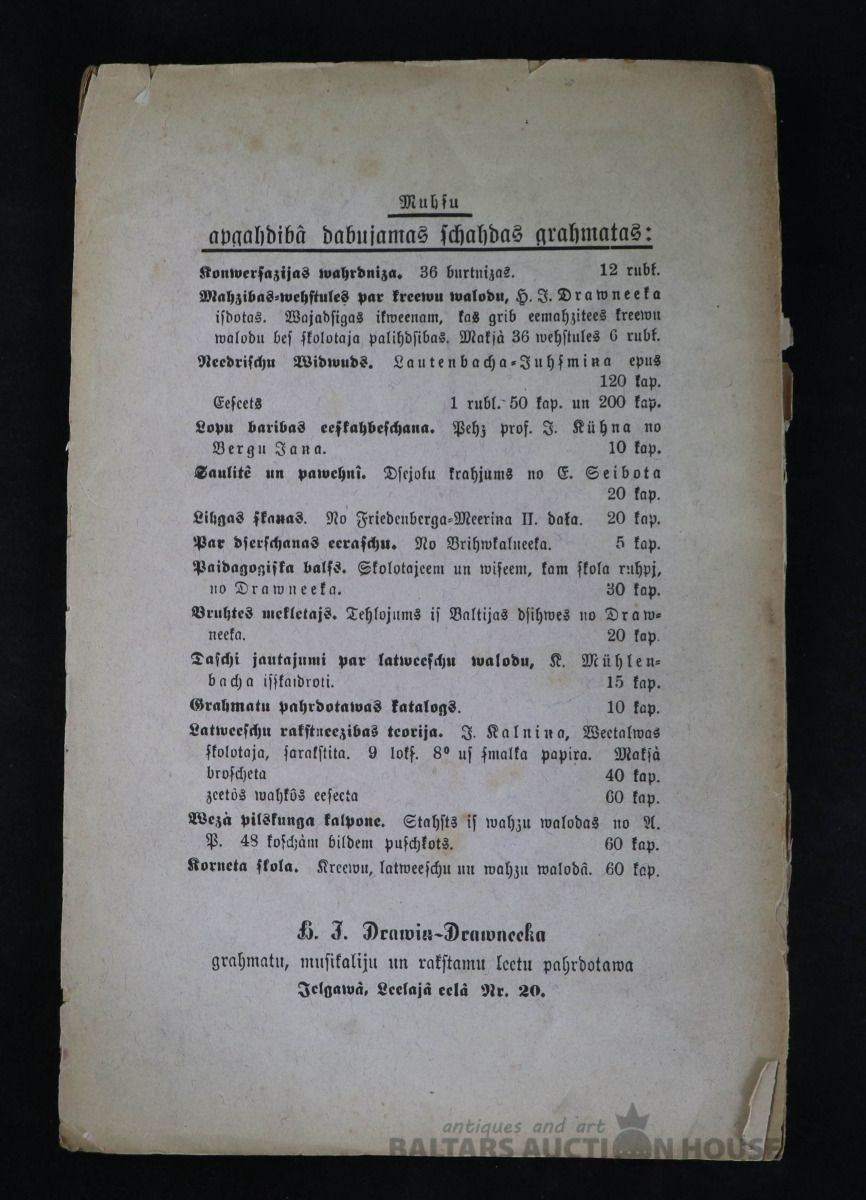 Muhſu
apgahdibâ dabujamas ſchahdas grahmatas:
Konwerſazijas wahrdniza. 36 burtnizas. 12 rubł.
Mahzibas-wehſtules par kreewu walodu, H. J. Drawneeka
iſdotas. Wajadſigas ikweenam, kas grib eemahzitees kreewu
walodu beſ ſkolotaja palihdſibas. Makſà 36 wehſtules 6 rubł.
Needriſchu Widwuds. Lautenbacha-Juhſmina epus
120 kap.
Eeſeets 1 rubl. 50 kap. un 200 kap.
Lopu baribas eeſkahbeſchana. Pehz prof. J. Kühna no
Bergu Jana. 10 kap.
Saulitê un pawehnî. Dſejoļu krahjums no E. Seibota
20 kap.
Lihgas ſkaņas. No Friedenberga-Meeriņa II. daļa. 20 kap.
Par dſerſchanas eeraſchu. No Brihwkalneeka. 5 kap.
Paidagogiſka balſs. Skolotajeem un wiſeem, kam ſkola ruhpj,
no Drawneeka. 30 kap.
Bruhtes mekletajs. Tehlojums iſ Baltijas dſihwes no Draw-
neeka. 20 kap.
Daſchi jautajumi par latweeſchu walodu, K. Mühlen-
bacha iſſkaidroti. 15 kap.
Grahmatu pahrdotawas katalogs. 10 kap.
Latweeſchu rakſtneezibas teorija. J. Kalniņa, Weetalwas
ſkolotaja, ſarakſtita. 9 lokſ. 8° uſ ſmalka papira. Makſà
broſcheta 40 kap.
zeetôs wahkôs eeſeeta 60 kap.
Wezà pilskunga kalpone. Stahſts iſ wahzu walodas no A.
P. 48 koſchàm bildem puſchkots. 60 kap.
Korneta ſkola. Kreewu, latweeſchu un wahzu walodâ. 60 kap.
H. J. Drawin-Drawneeka
grahmatu, muſikaliju un rakſtamu leetu pahrdotawa
Jelgawâ, Leelajâ eelâ Nr. 20.
antiques and art
BALTARS AUCTION HOUSE